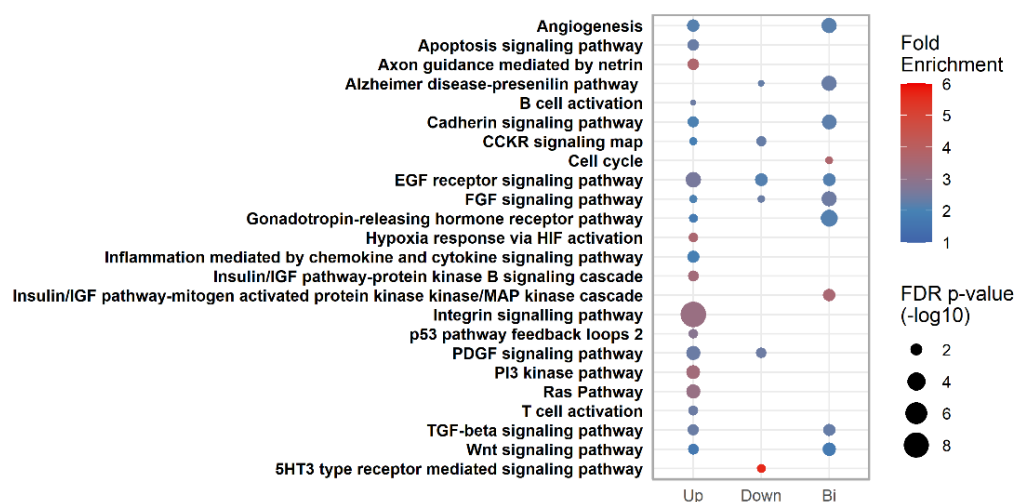 Angiogenesis
Apoptosis signaling pathway
Axon guidance mediated by netrin
Alzheimer disease-presenilin pathway
B cell activation
Cadherin signaling pathway
CCKR signaling map
Cell cycle
EGF receptor signaling pathway
FGF signaling pathway
Gonadotropin-releasing hormone receptor pathway
Hypoxia response via HIF activation
Inflammation mediated by chemokine and cytokine signaling pathway
Insulin/IGF pathway-protein kinase B signaling cascade
Insulin/IGF pathway-mitogen activated protein kinase kinase/MAP kinase cascade
Integrin signalling pathway
p53 pathway feedback loops 2
PDGF signaling pathway
PI3 kinase pathway
Ras Pathway
T cell activation
TGF-beta signaling pathway
Wnt signaling pathway
5HT3 type receptor mediated signaling pathway
Up Down Bi
Fold
Enrichment
6
5
4
3
2
1
FDR p-value
(-log10)
2
4
6
8